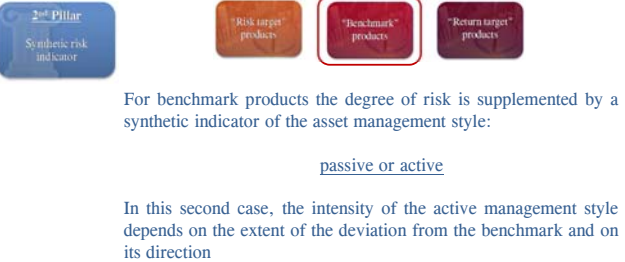 2nd Pillar
Synthetic risk
indicator
"Risk target"
products
"Benchmark"
products
"Return target"
products
For benchmark products the degree of risk is supplemented by a
synthetic indicator of the asset management style:
passive or active
In this second case, the intensity of the active management style
depends on the extent of the deviation from the benchmark and on
its direction